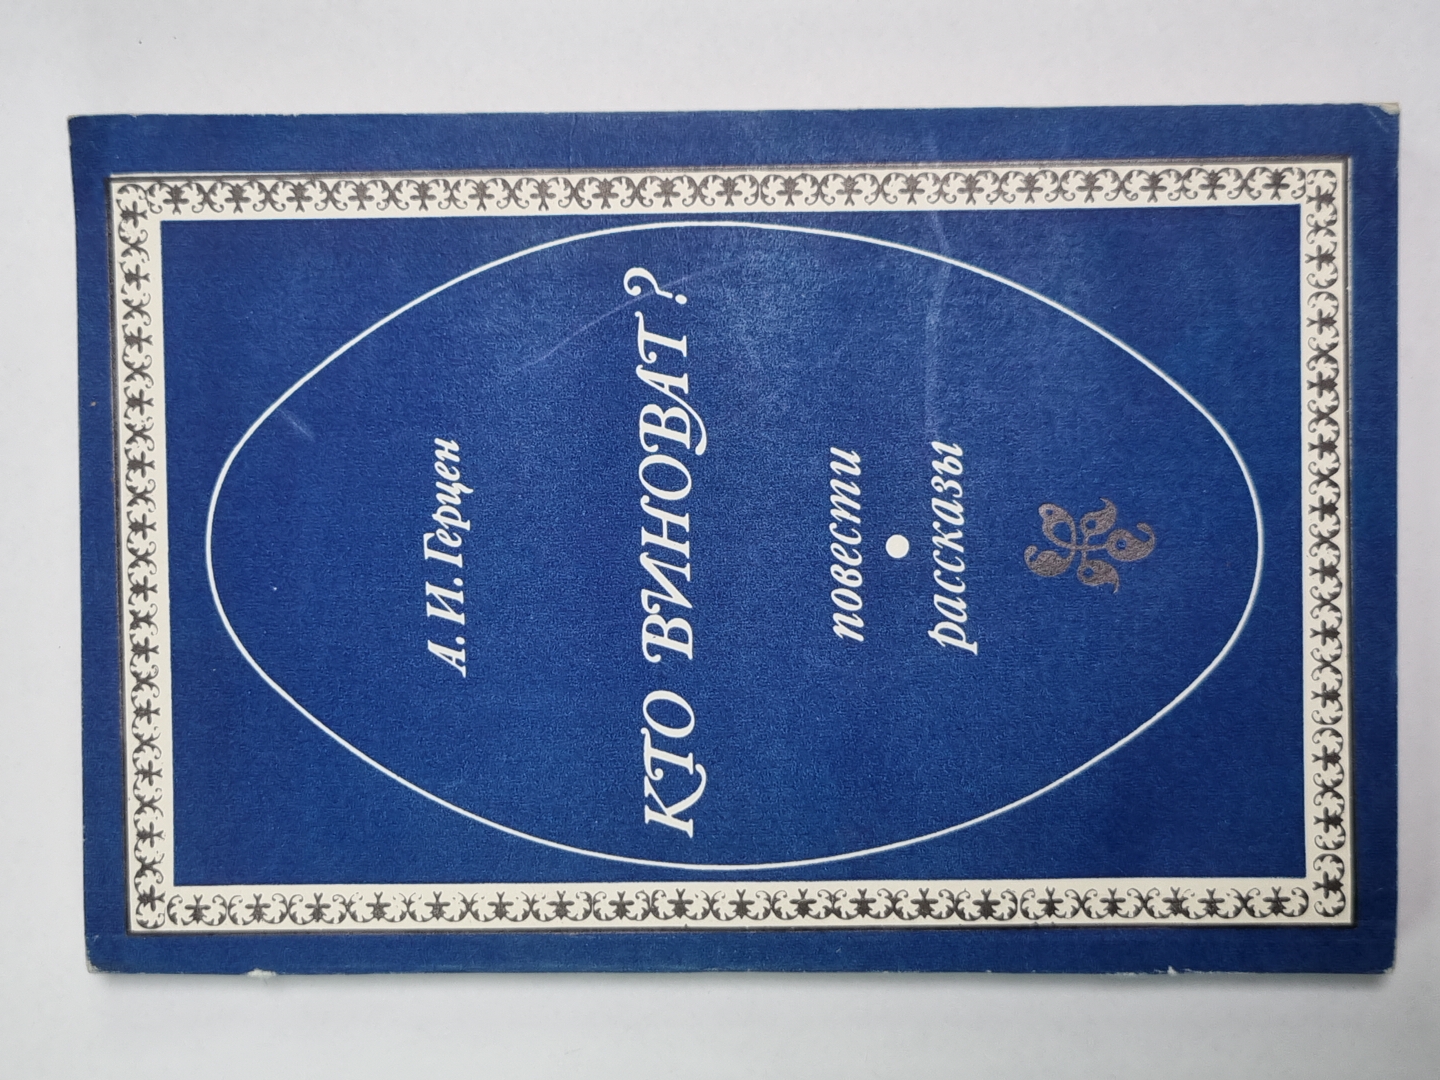 А. И. Герцен
КТО ВИНОВАТ?
повести
рассказы